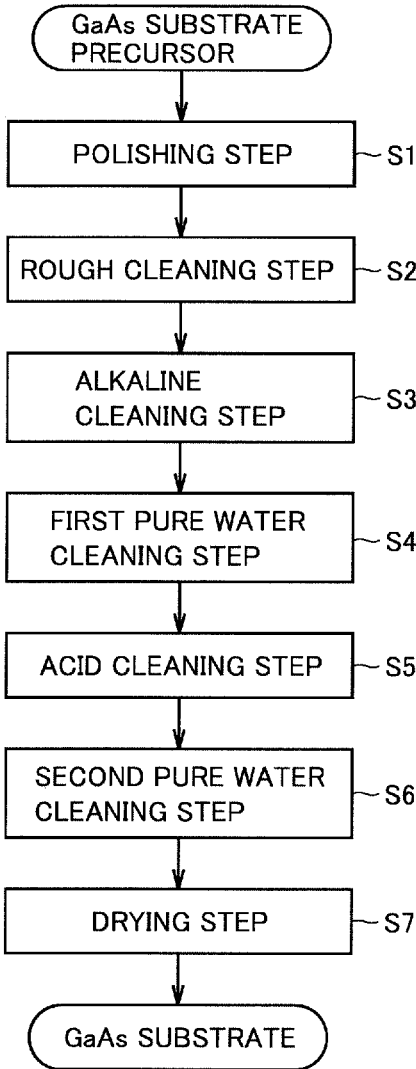 GaAs SUBSTRATE
PRECURSOR
POLISHING STEP
S1
ROUGH CLEANING STEP
S2
ALKALINE
CLEANING STEP
S3
FIRST PURE WATER
CLEANING STEP
S4
ACID CLEANING STEP
S5
SECOND PURE WATER
CLEANING STEP
S6
DRYING STEP
S7
GaAs SUBSTRATE